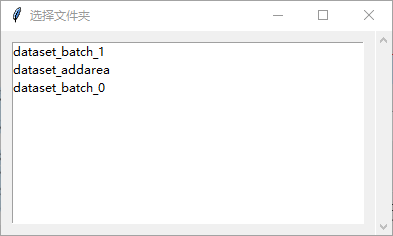 选择文件夹
dataset_batch_1
dataset_addarea
dataset_batch_0